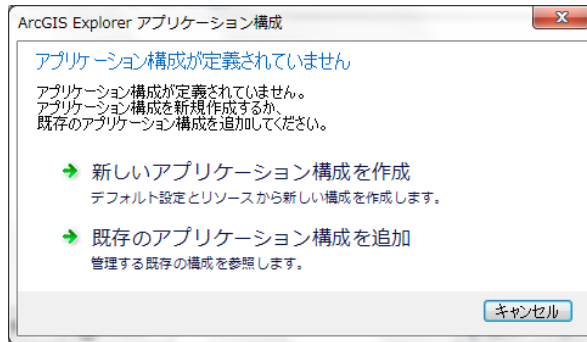 ArcGIS Explorer アプリケーション構成
アプリケーション構成が定義されていません
アプリケーション構成が定義されていません。
アプリケーション構成を新規作成するか、
既存のアプリケーション構成を追加してください。
新しいアプリケーション構成を作成
デフォルト設定とリソースから新しい構成を作成します。
既存のアプリケーション構成を追加
管理する既存の構成を参照します。
キャンセル